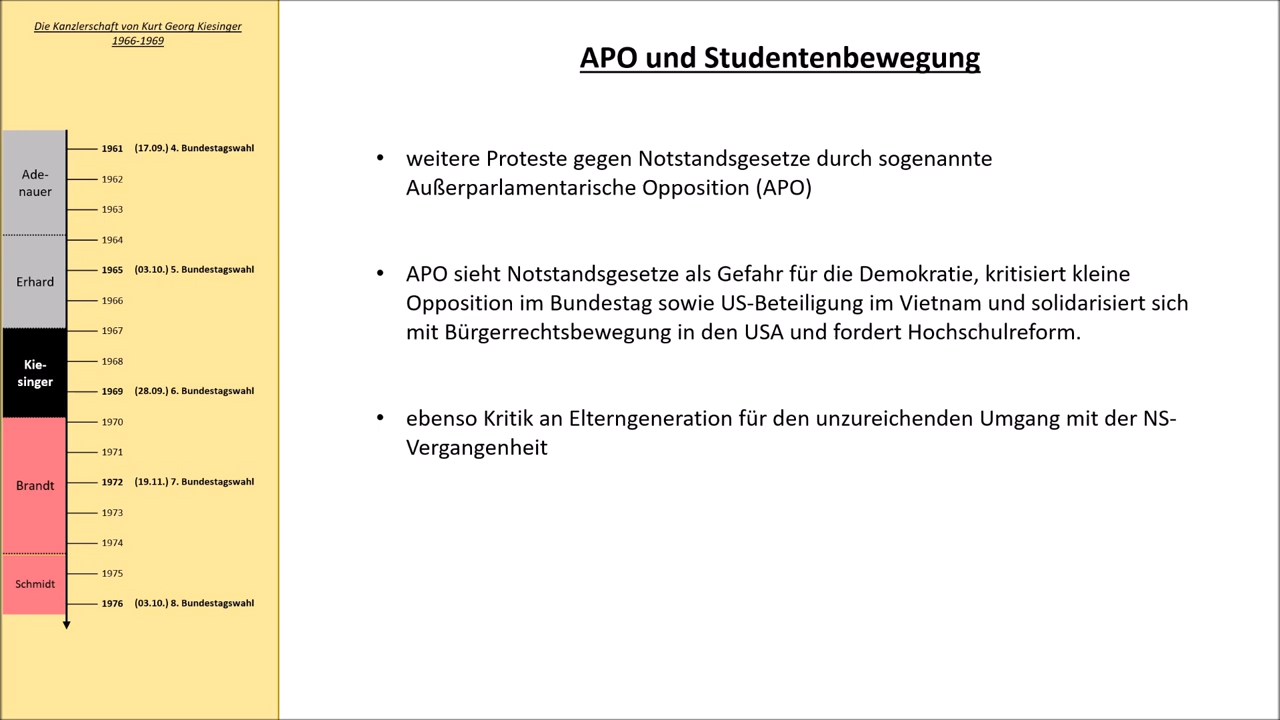 Die Kanzlerschaft von Kurt Georg Kiesinger
1966-1969
Ade-
nauer
Erhard
Kie-
singer
Brandt
Schmidt
1961 (17.09.) 4. Bundestagswahl
1962
1963
1964
1965 (03.10.) 5. Bundestagswahl
1966
1967
1968
1969 (28.09.) 6. Bundestagswahl
1970
1971
1972 (19.11.) 7. Bundestagswahl
1973
1974
1975
1976 (03.10.) 8. Bundestagswahl
APO und Studentenbewegung
• weitere Proteste gegen Notstandsgesetze durch sogenannte
Außerparlamentarische Opposition (APO)
• APO sieht Notstandsgesetze als Gefahr für die Demokratie, kritisiert kleine
Opposition im Bundestag sowie US-Beteiligung im Vietnam und solidarisiert sich
mit Bürgerrechtsbewegung in den USA und fordert Hochschulreform.
• ebenso Kritik an Elterngeneration für den unzureichenden Umgang mit der NS-
Vergangenheit